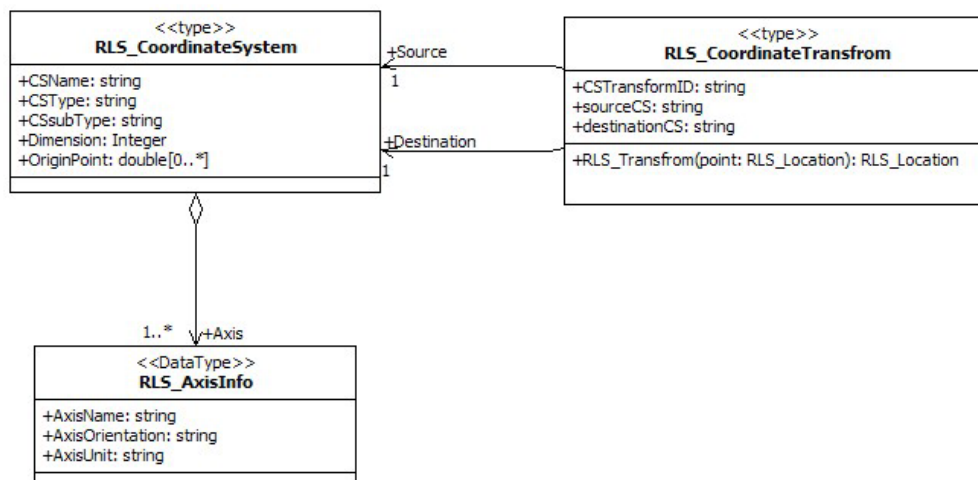 <<type>>
RLS_CoordinateSystem
+CSName: string
+CSType: string
+CSsubType: string
+Dimension: Integer
+OriginPoint: double[0..*]
+Source
1
+Destination
1
<<type>>
RLS_CoordinateTransfrom
+CSTransformID: string
+sourceCS: string
+destinationCS: string
+RLS_Transfrom(point: RLS_Location): RLS_Location
1..*
+Axis
<<DataType>>
RLS_AxisInfo
+AxisName: string
+AxisOrientation: string
+AxisUnit: string